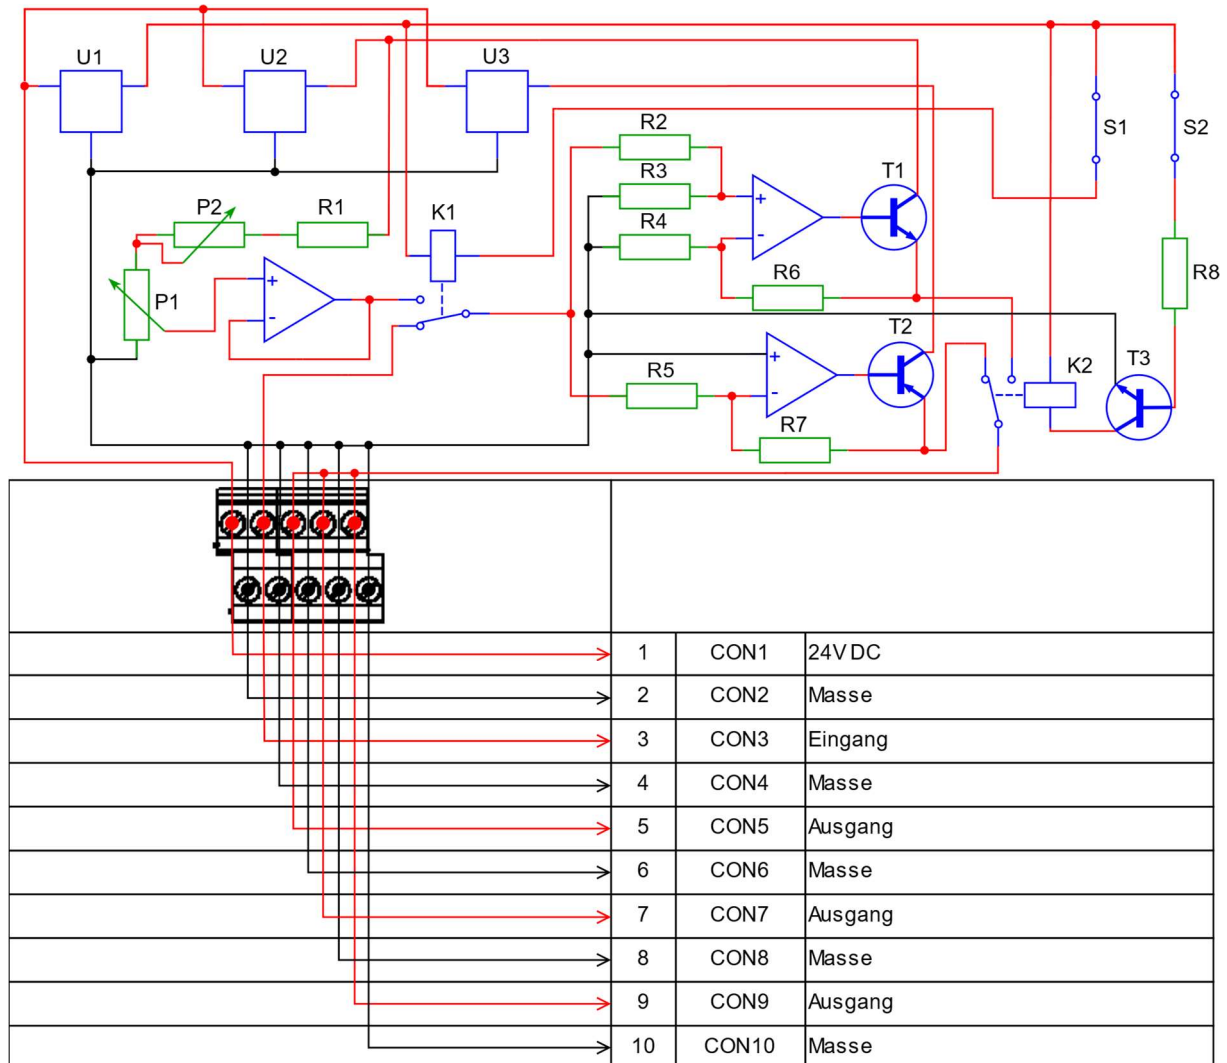 U1
U2
U3
R2
S1
S2
R3
T1
P2
R1
K1
R4
+
-
R6
R8
+
P1
-
T2
+
R5
-
K2
T3
R7
1 CON1 24V DC
2 CON2 Masse
3 CON3 Eingang
4 CON4 Masse
5 CON5 Ausgang
6 CON6 Masse
7 CON7 Ausgang
8 CON8 Masse
9 CON9 Ausgang
10 CON10 Masse